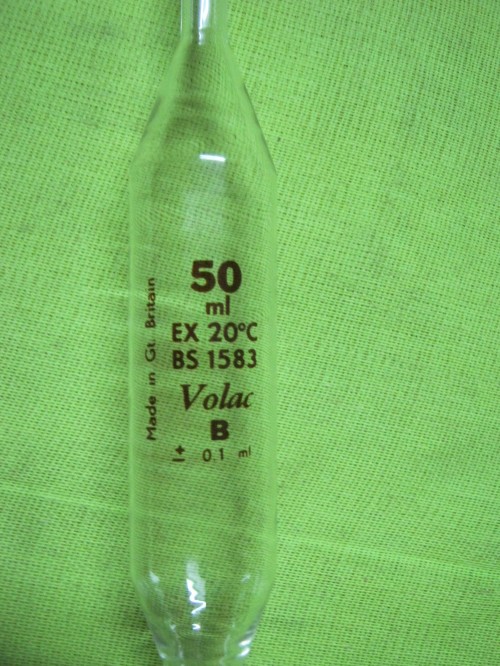 50
ml
EX 20°C
BS 1583
Volac
B
± 0.1 ml
Made in Gt. Britain